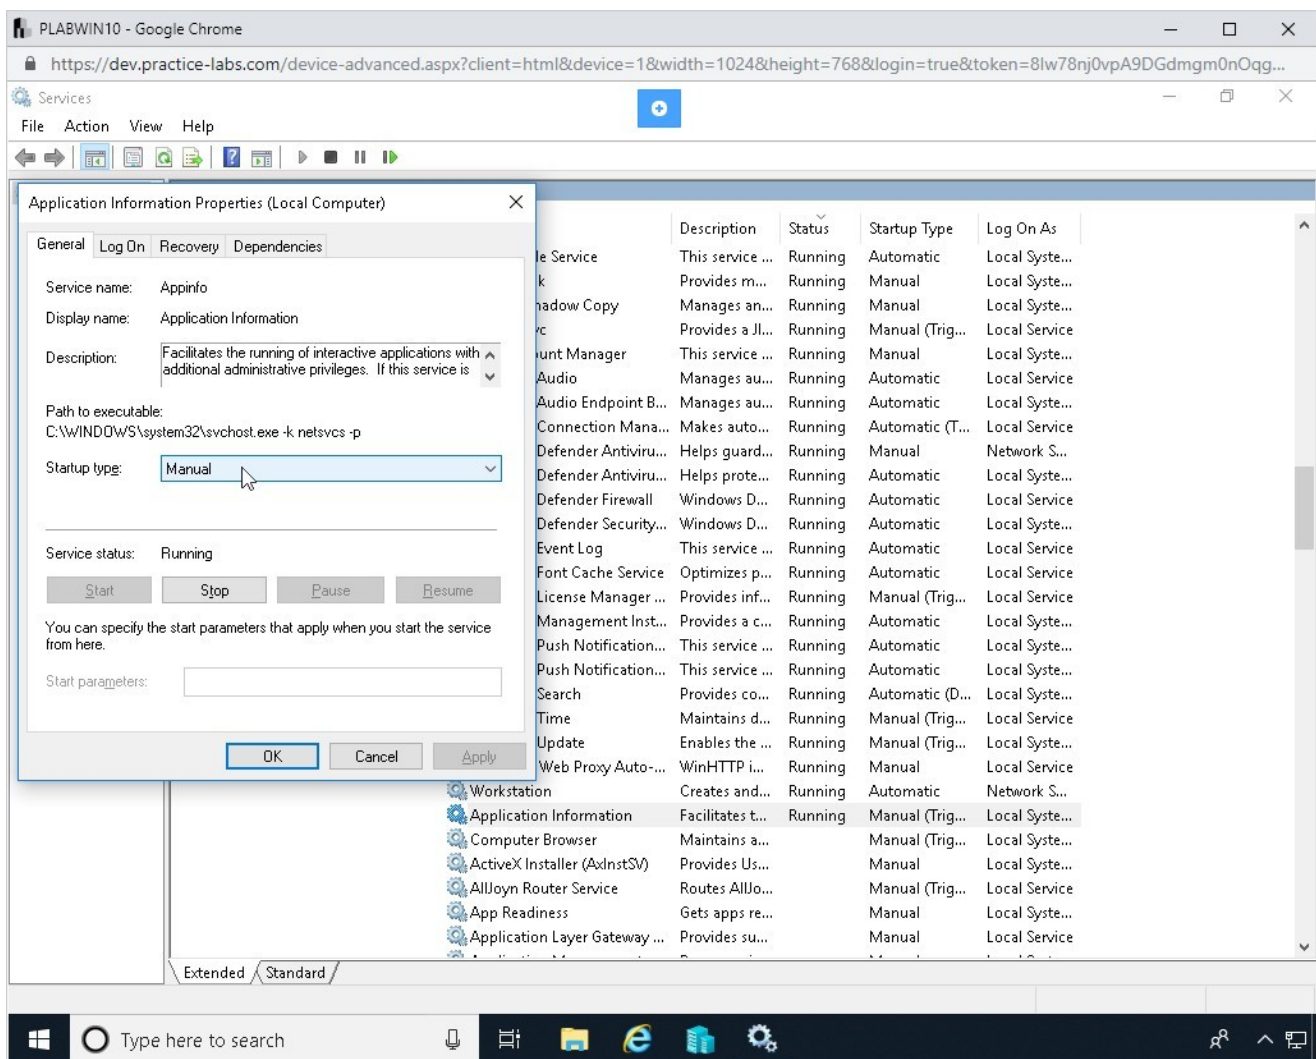 PLABWIN10 - Google Chrome
https://dev.practice-labs.com/device-advanced.aspx?client=html&device=1&width=1024&height=768&login=true&token=8lw78nj0vpA9DGdmgm0nOqg...
Services
File Action View Help
Application Information Properties (Local Computer)
General Log On Recovery Dependencies
Service name: Appinfo
Display name: Application Information
Description: Facilitates the running of interactive applications with
additional administrative privileges. If this service is
Path to executable:
C:\WINDOWS\system32\svchost.exe -k netsvcs -p
Startup type: Manual
Service status: Running
Start Stop Pause Resume
You can specify the start parameters that apply when you start the service
from here.
Start parameters:
OK Cancel Apply
Description Status Startup Type Log On As
le Service This service ... Running Automatic Local Syste...
k Provides m... Running Manual Local Syste...
hadow Copy Manages an... Running Manual Local Syste...
vc Provides a JI... Running Manual (Trig... Local Service
unt Manager This service ... Running Manual Local Syste...
Audio Manages au... Running Automatic Local Service
Audio Endpoint B... Manages au... Running Automatic Local Syste...
Connection Mana... Makes auto... Running Automatic (T... Local Service
Defender Antiviru... Helps guard... Running Manual Network S...
Defender Antiviru... Helps prote... Running Automatic Local Syste...
Defender Firewall Windows D... Running Automatic Local Service
Defender Security... Windows D... Running Automatic Local Syste...
Event Log This service ... Running Automatic Local Service
Font Cache Service Optimizes p... Running Automatic Local Service
License Manager ... Provides inf... Running Manual (Trig... Local Service
Management Inst... Provides a c... Running Automatic Local Syste...
Push Notification... This service ... Running Automatic Local Syste...
Push Notification... This service ... Running Automatic Local Syste...
Search Provides co... Running Automatic (D... Local Syste...
Time Maintains d... Running Manual (Trig... Local Service
Update Enables the ... Running Manual (Trig... Local Syste...
Web Proxy Auto-... WinHTTP i... Running Manual Local Service
Workstation Creates and... Running Automatic Network S...
Application Information Facilitates t... Running Manual (Trig... Local Syste...
Computer Browser Maintains a... Manual (Trig... Local Syste...
ActiveX Installer (AxInstSV) Provides Us... Manual Local Syste...
AllJoyn Router Service Routes AllJo... Manual (Trig... Local Service
App Readiness Gets apps re... Manual Local Syste...
Application Layer Gateway ... Provides su... Manual Local Service
Extended Standard
Type here to search